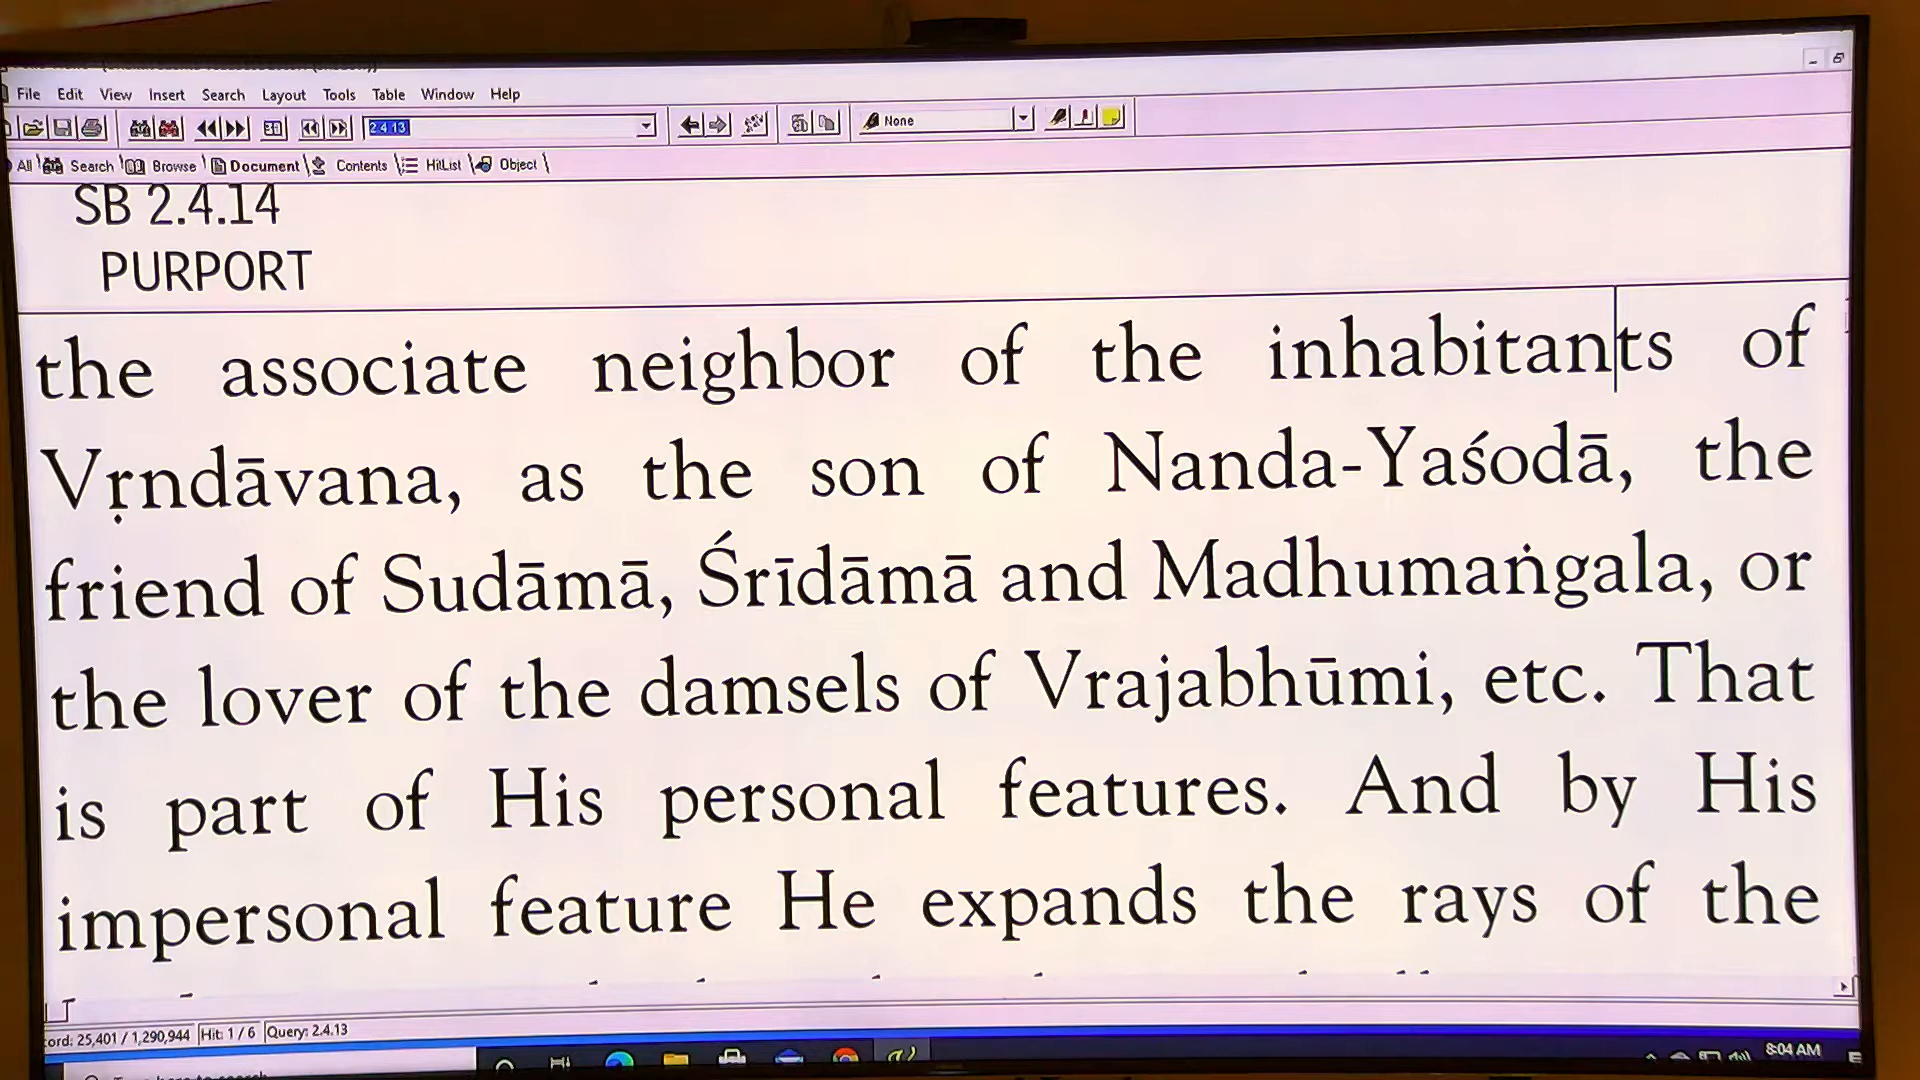 File Edit View Insert Search Layout Tools Table Window Help
2.4.13
None
All Search Browse Document Contents HitList Object
SB 2.4.14
PURPORT
the associate neighbor of the inhabitants of
Vṛndāvana, as the son of Nanda-Yaśodā, the
friend of Sudāmā, Śrīdāmā and Madhumaṅgala, or
the lover of the damsels of Vrajabhūmi, etc. That
is part of His personal features. And by His
impersonal feature He expands the rays of the
ord: 25,401 / 1,290,944 Hit: 1 / 6 Query: 2.4.13
8:04 AM